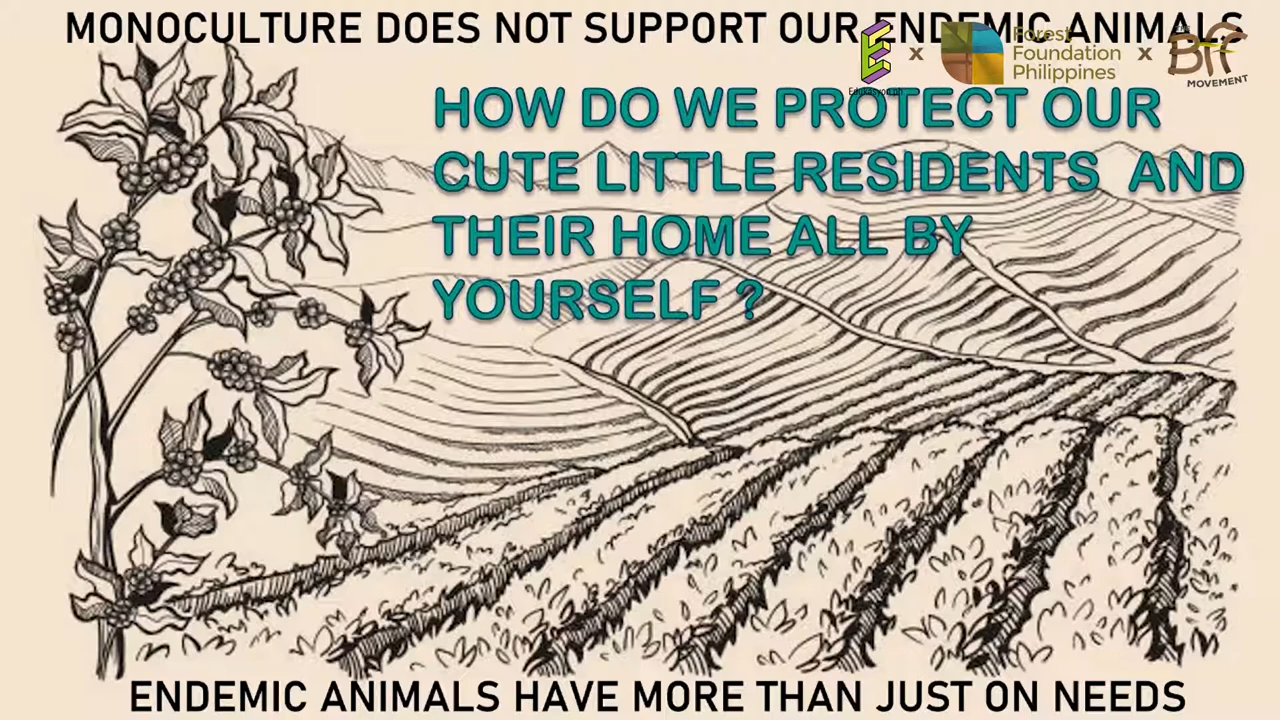 MONOCULTURE DOES NOT SUPPORT OUR ENDEMIC ANIMALS
Forest
Foundation
Philippines
x
x
BFF
MOVEMENT
HOW DO WE PROTECT OUR
CUTE LITTLE RESIDENTS AND
THEIR HOME ALL BY
YOURSELF ?
ENDEMIC ANIMALS HAVE MORE THAN JUST ON NEEDS